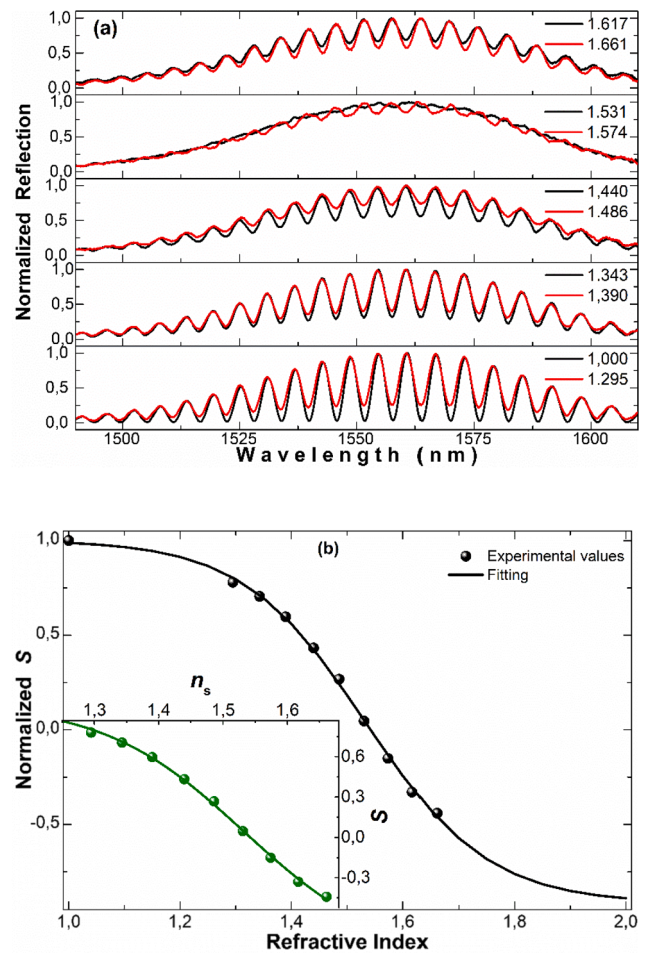 (a)
1.617
1.661
1,0
0,5
0,0
1.531
1.574
1,0
0,5
0,0
1,440
1.486
1,0
0,5
0,0
1.343
1.390
1,0
0,5
0,0
1,000
1.295
1,0
0,5
0,0
Normalized Reflection
1500 1525 1550 1575 1600
Wavelength (nm)
(b)
Experimental values
Fitting
1,0
0,5
0,0
-0,5
Normalized S
ns
1,3 1,4 1,5 1,6
0,6
0,3
0,0
-0,3
S
1,0 1,2 1,4 1,6 1,8 2,0
Refractive Index